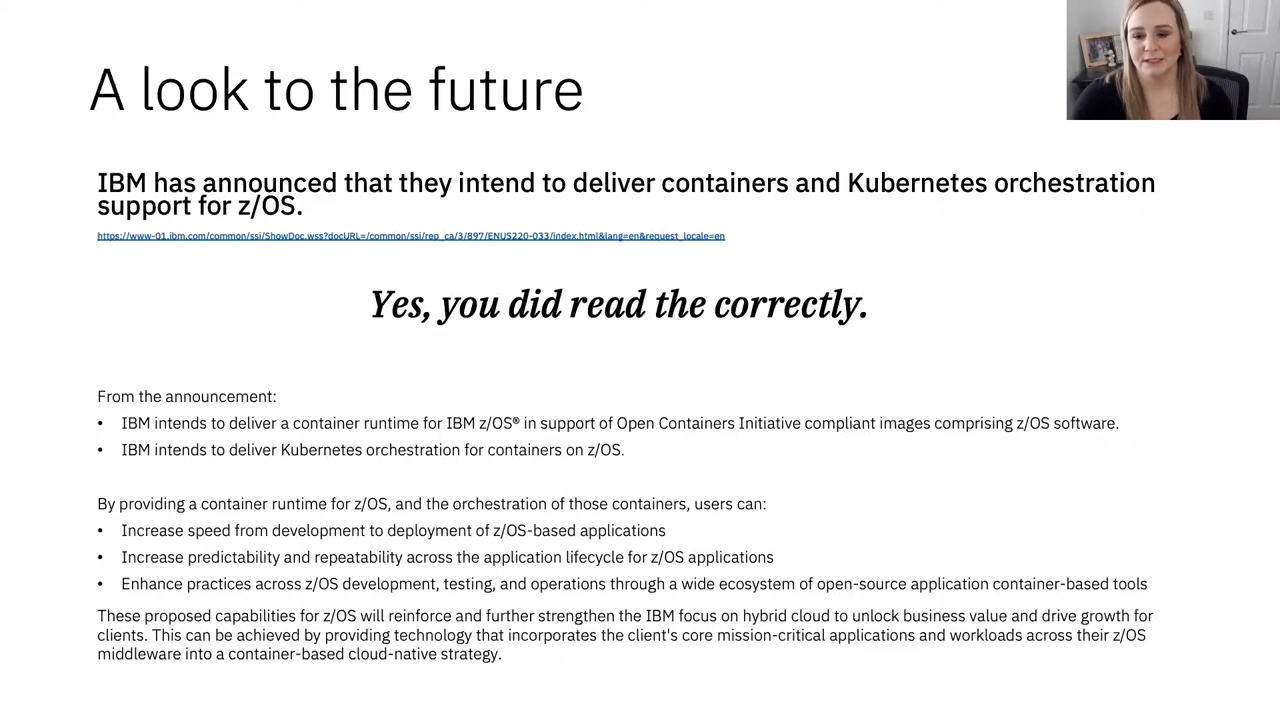 A look to the future
IBM has announced that they intend to deliver containers and Kubernetes orchestration
support for z/OS.
https://www-01.ibm.com/common/ssi/ShowDoc.wss?docURL=/common/ssi/rep_ca/3/897/ENUS220-033/index.html&lang=en&request_locale=en
Yes, you did read the correctly.
From the announcement:
• IBM intends to deliver a container runtime for IBM z/OS® in support of Open Containers Initiative compliant images comprising z/OS software.
• IBM intends to deliver Kubernetes orchestration for containers on z/OS.
By providing a container runtime for z/OS, and the orchestration of those containers, users can:
• Increase speed from development to deployment of z/OS-based applications
• Increase predictability and repeatability across the application lifecycle for z/OS applications
• Enhance practices across z/OS development, testing, and operations through a wide ecosystem of open-source application container-based tools
These proposed capabilities for z/OS will reinforce and further strengthen the IBM focus on hybrid cloud to unlock business value and drive growth for
clients. This can be achieved by providing technology that incorporates the client's core mission-critical applications and workloads across their z/OS
middleware into a container-based cloud-native strategy.